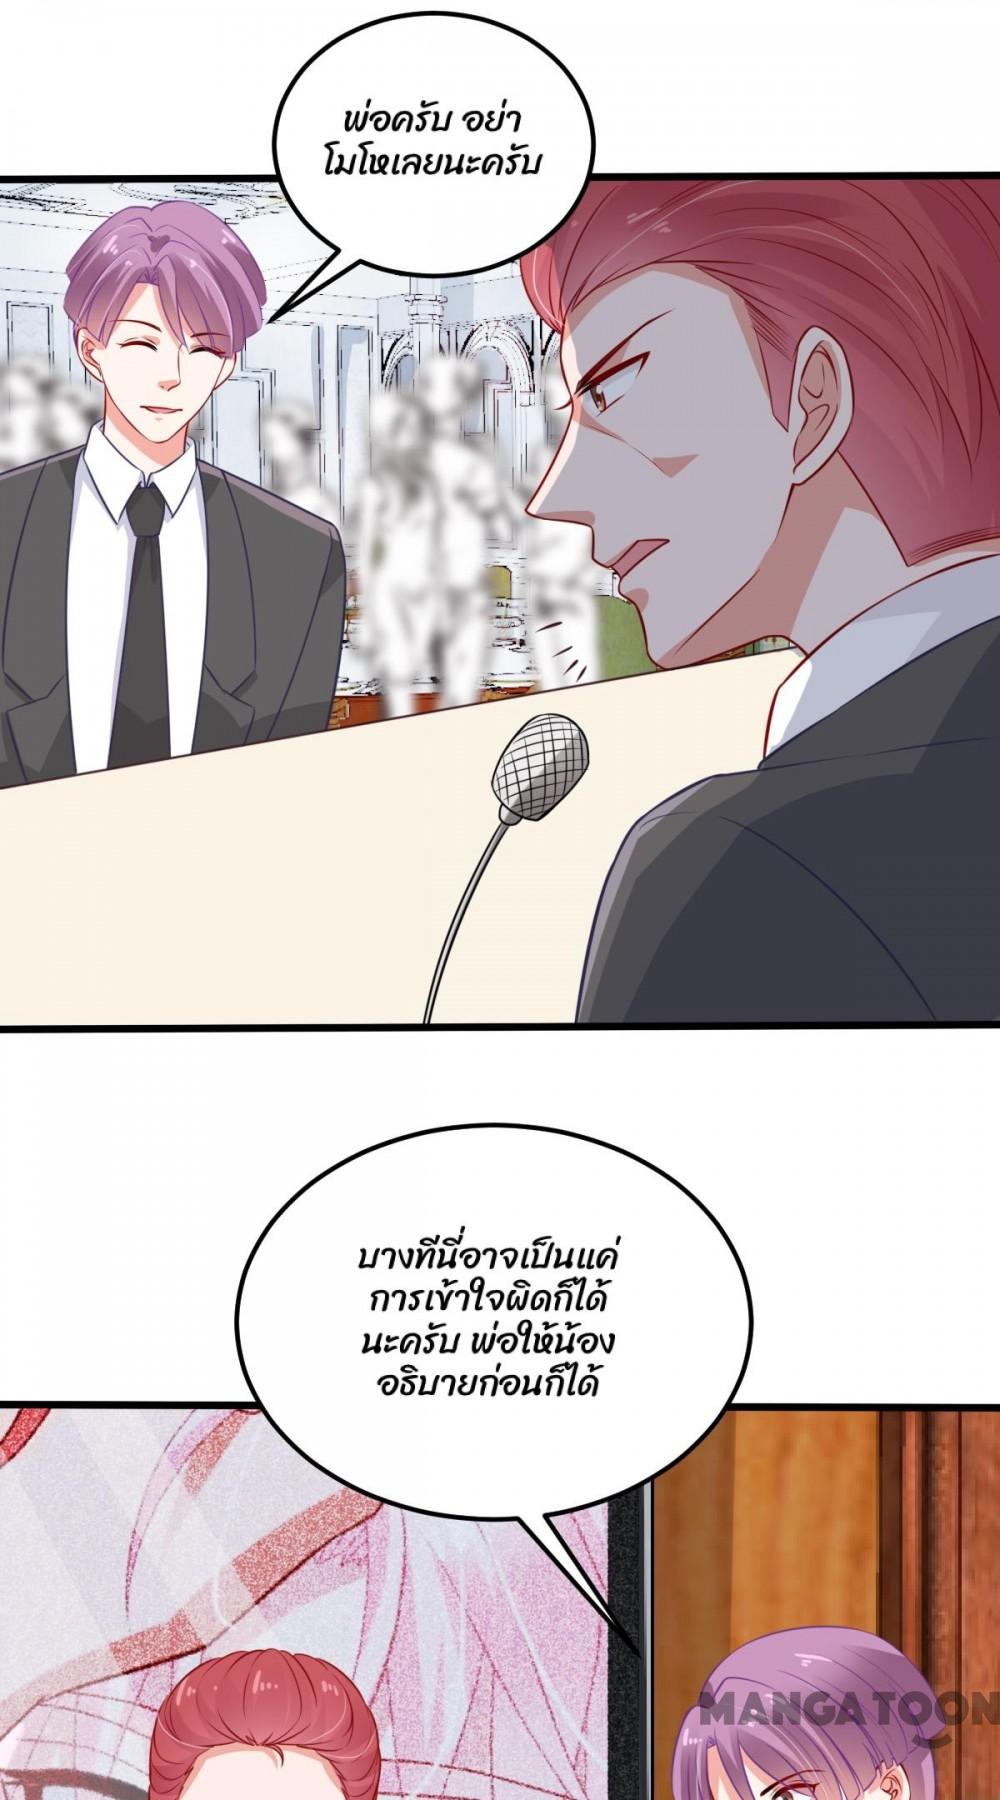 พ่อครับ อย่า
โมโหเลยนะครับ
บางทีนี่อาจเป็นแค่
การเข้าใจผิดก็ได้
นะครับ พ่อให้น้อง
อธิบายก่อนก็ได้
MANGATOON